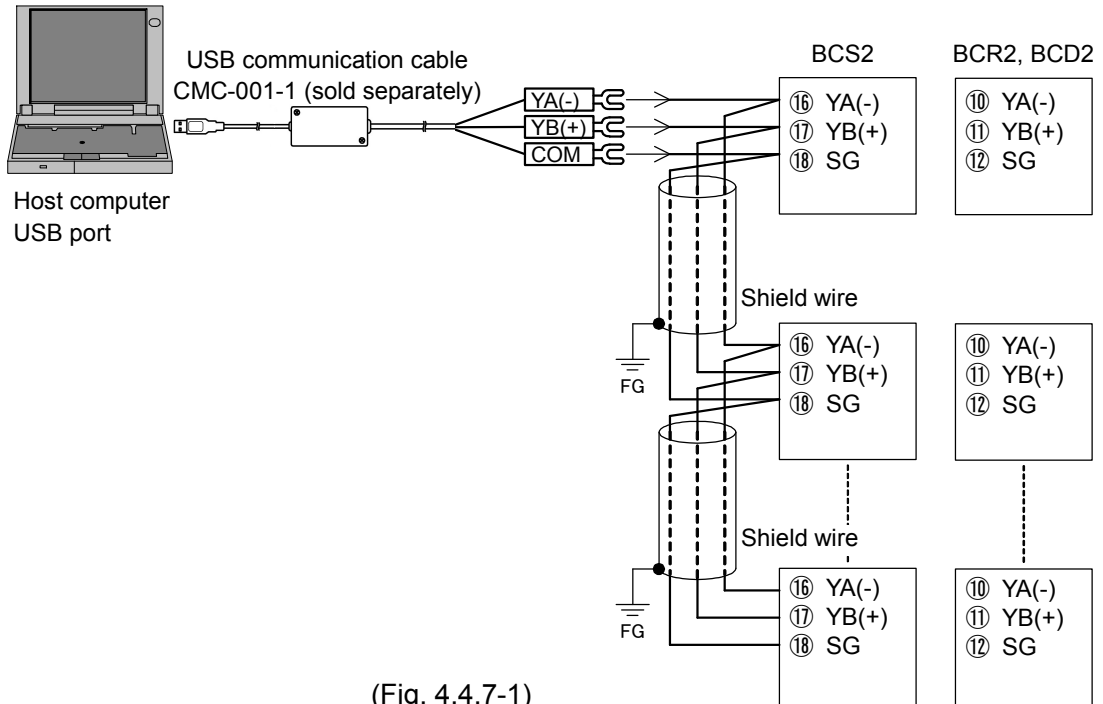 BCS2
BCR2, BCD2
USB communication cable
CMC-001-1 (sold separately)
YA(-)
YB(+)
COM
⑯ YA(-)
⑰ YB(+)
⑱ SG
⑩ YA(-)
⑪ YB(+)
⑫ SG
Host computer
USB port
Shield wire
FG
⑯ YA(-)
⑰ YB(+)
⑱ SG
⑩ YA(-)
⑪ YB(+)
⑫ SG
Shield wire
FG
⑯ YA(-)
⑰ YB(+)
⑱ SG
⑩ YA(-)
⑪ YB(+)
⑫ SG
(Fig. 4.4.7-1)